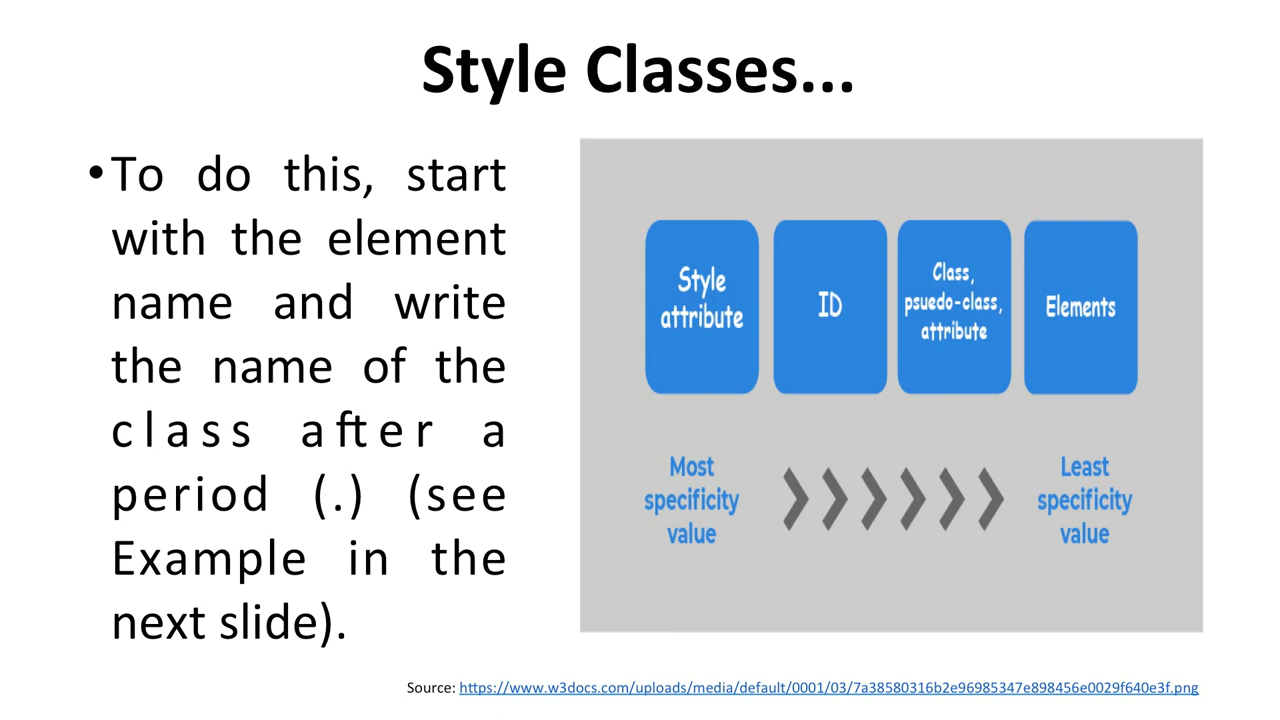 Style Classes...
•To do this, start
with the element
name and write
the name of the
class after a
period (.) (see
Example in the
next slide).
Style
attribute
ID
Class,
psuedo-class,
attribute
Elements
Most
specificity
value
Least
specificity
value
Source: https://www.w3docs.com/uploads/media/default/0001/03/7a38580316b2e96985347e898456e0029f640e3f.png